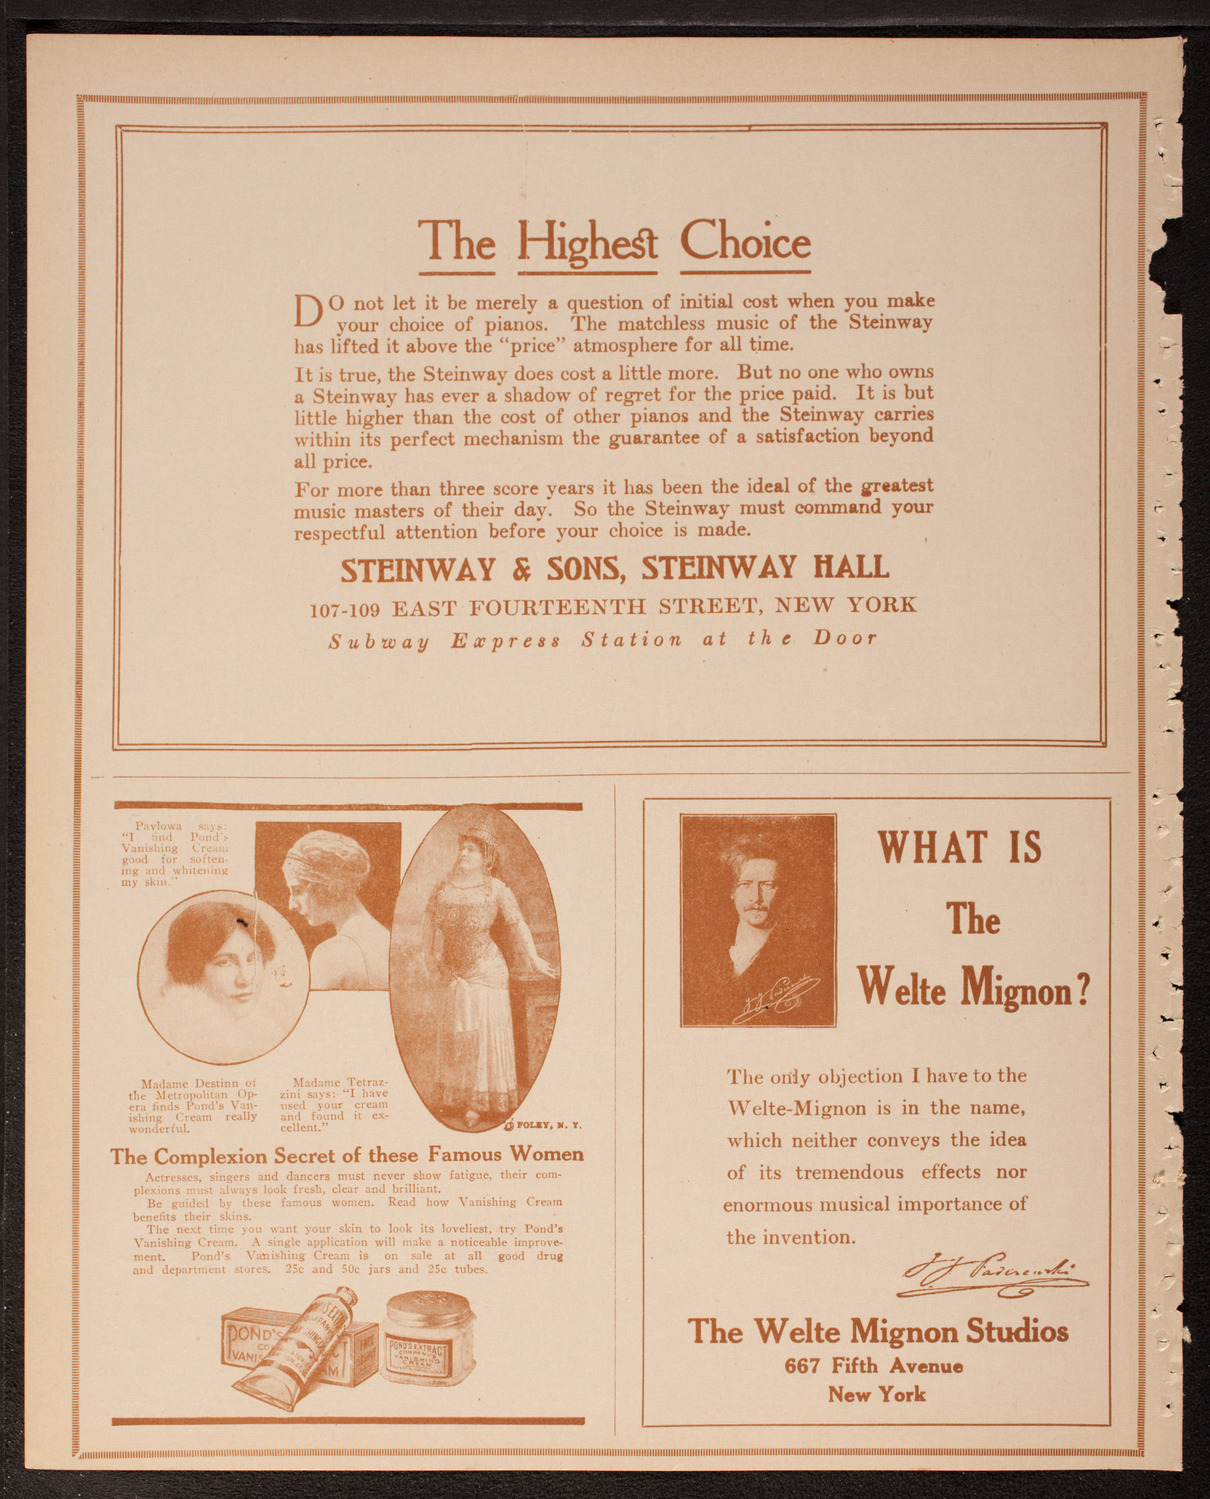 The Highest Choice
DO not let it be merely a question of initial cost when you make
your choice of pianos. The matchless music of the Steinway
has lifted it above the "price" atmosphere for all time.
It is true, the Steinway does cost a little more. But no one who owns
a Steinway has ever a shadow of regret for the price paid. It is but
little higher than the cost of other pianos and the Steinway carries
within its perfect mechanism the guarantee of a satisfaction beyond
all price.
For more than three score years it has been the ideal of the greatest
music masters of their day. So the Steinway must command your
respectful attention before your choice is made.
STEINWAY & SONS, STEINWAY HALL
107-109 EAST FOURTEENTH STREET, NEW YORK
Subway Express Station at the Door
Pavlowa says:
"I find Pond's
Vanishing Cream
good for soften-
ing and whitening
my skin."
Madame Destinn of
the Metropolitan Op-
era finds Pond's Van-
ishing Cream really
wonderful.
Madame Tetraz-
zini says: "I have
used your cream
and found it ex-
cellent."
© FOLEY, N. Y.
The Complexion Secret of these Famous Women
Actresses, singers and dancers must never show fatigue, their com-
plexions must always look fresh, clear and brilliant.
Be guided by these famous women. Read how Vanishing Cream
benefits their skins.
The next time you want your skin to look its loveliest, try Pond's
Vanishing Cream. A single application will make a noticeable improve-
ment. Pond's Vanishing Cream is on sale at all good drug
and department stores. 25c and 50c jars and 25c tubes.
POND'S
VANIS
POND'S EXTRACT
COMPANY'S
VANISHING
CREAM
WHAT IS
The
Welte Mignon?
I J Paderewski
The only objection I have to the
Welte-Mignon is in the name,
which neither conveys the idea
of its tremendous effects nor
enormous musical importance of
the invention.
I J Paderewski
The Welte Mignon Studios
667 Fifth Avenue
New York